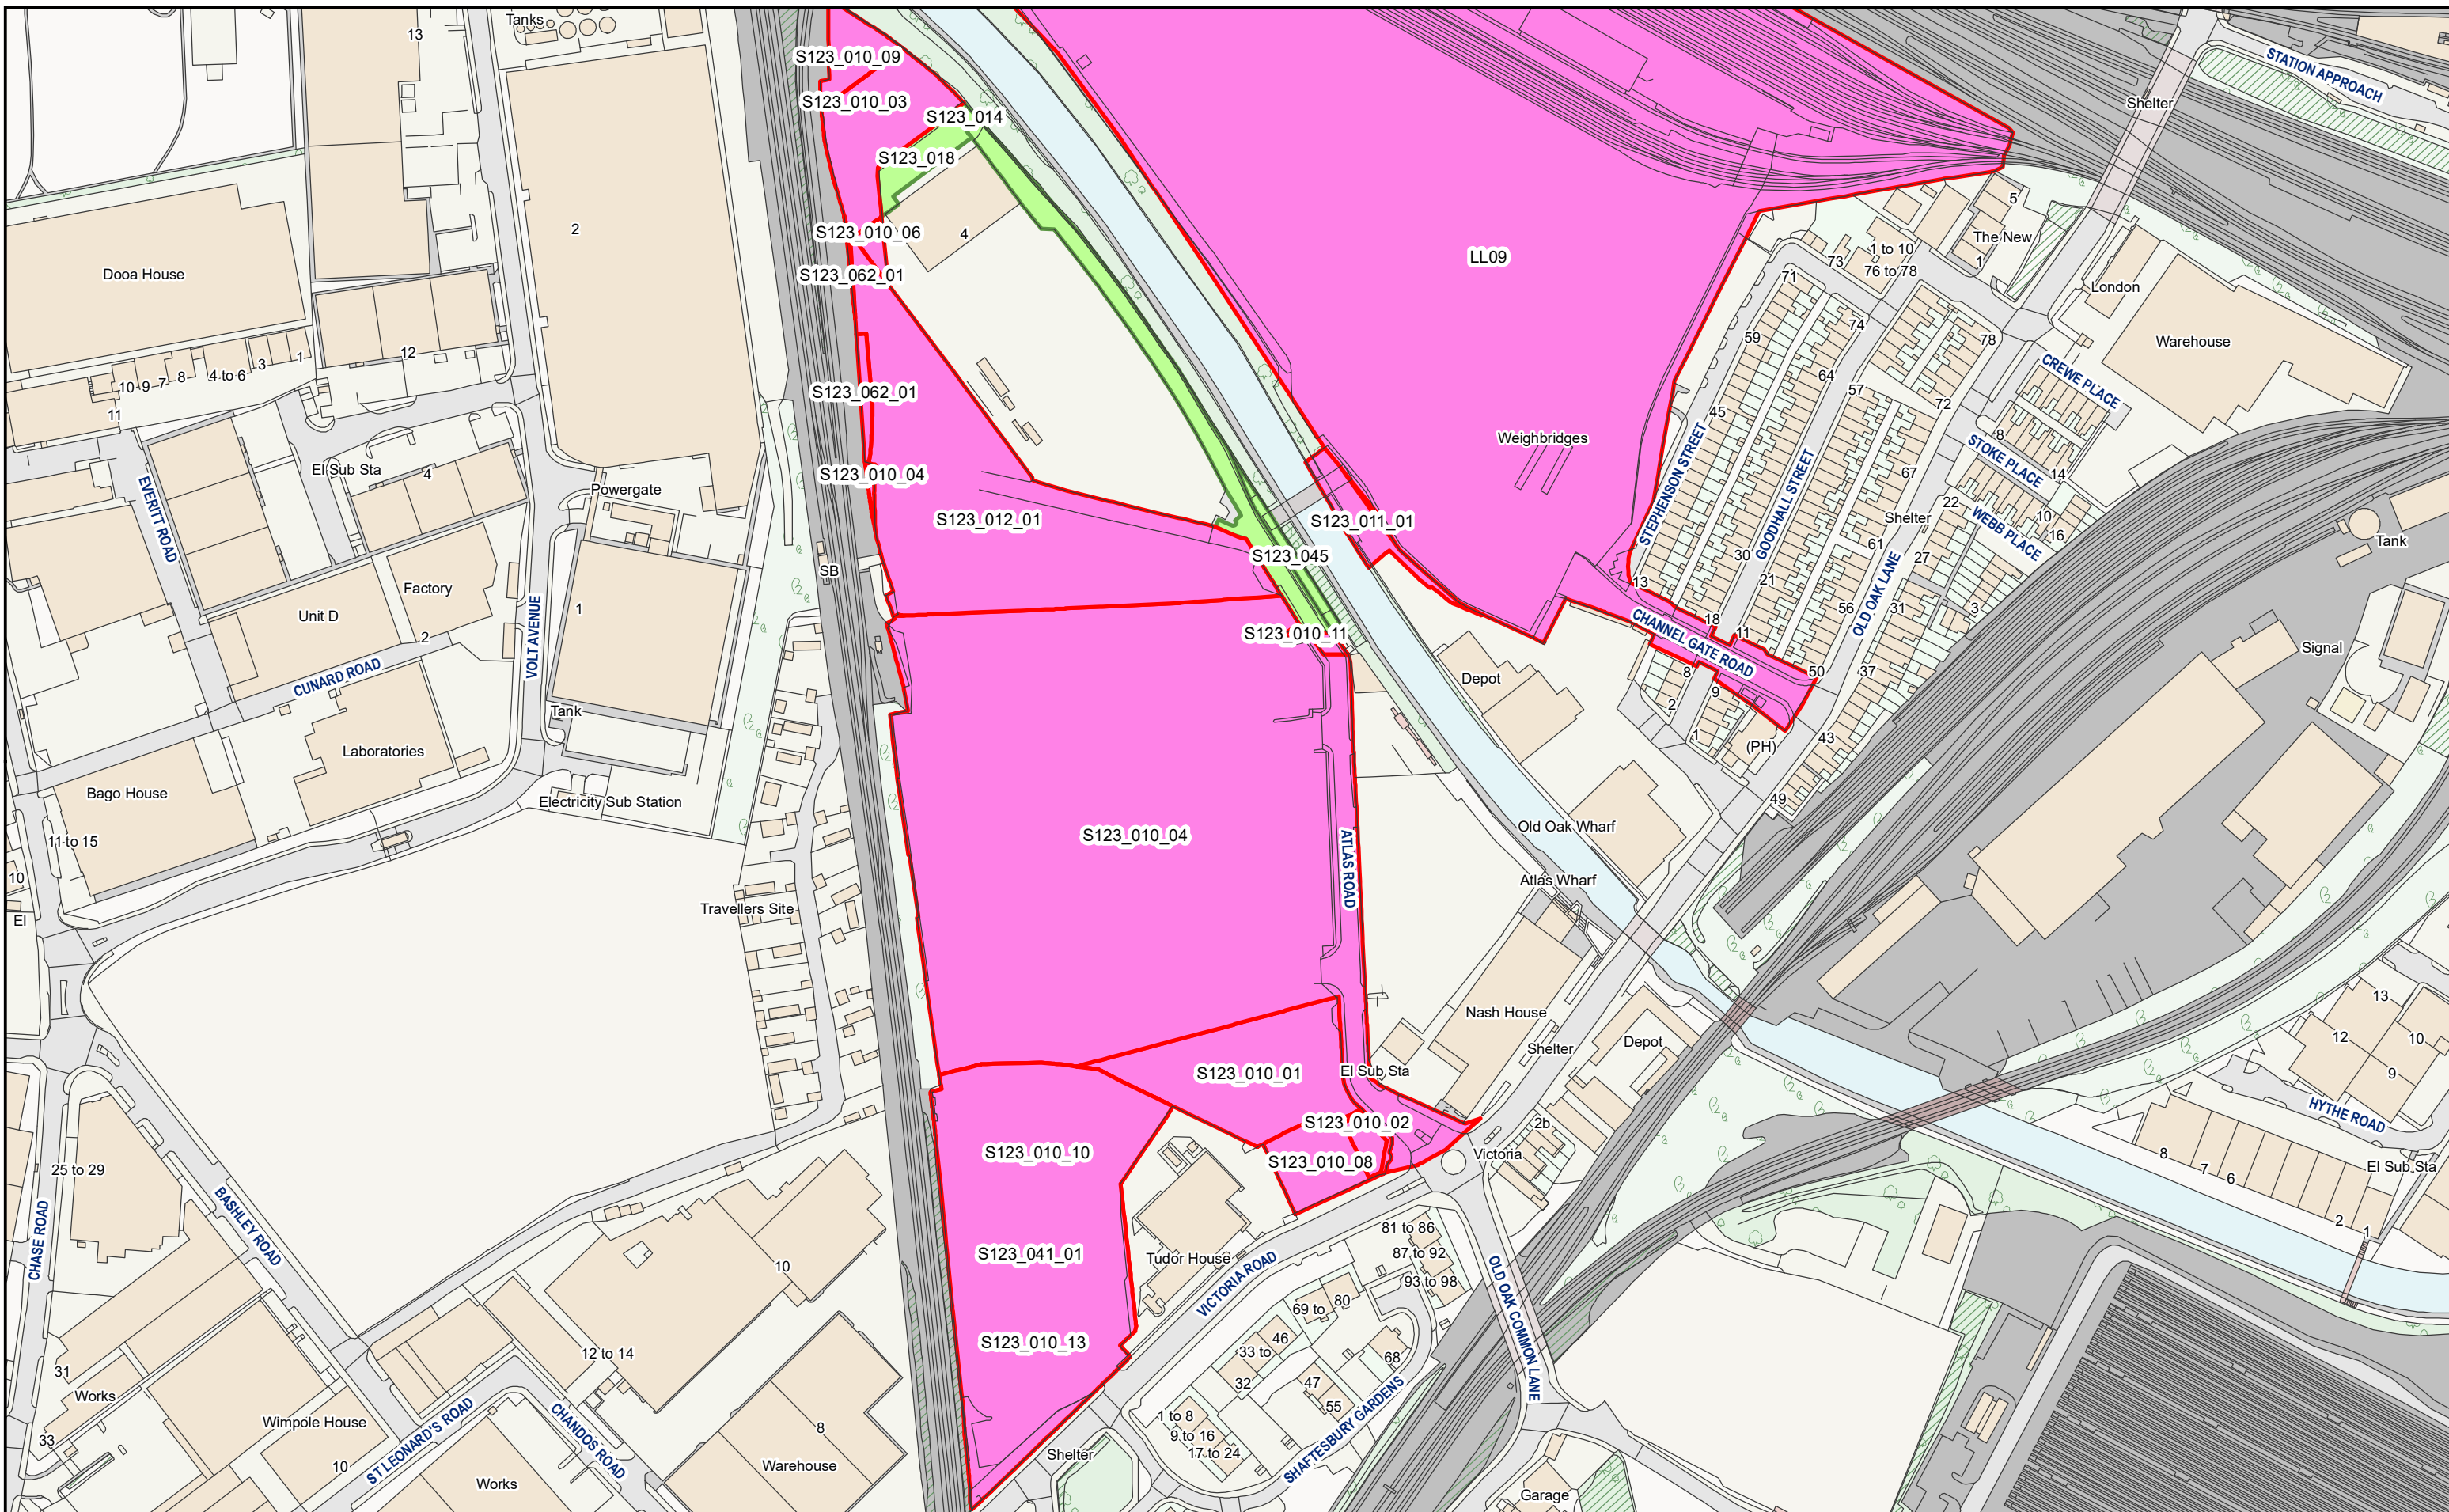 Tanks
13
S123_010_09
STATION APPROACH
S123_010_03
Shelter
S123_014
S123_018
2
S123_010_06
4
5
The New
1
1 to 10
76 to 78
73
LL09
Dooa House
S123_062_01
71
London
74
59
78
Warehouse
12
1
3
4 to 6
8
7
9
10
11
S123_062_01
64
57
CREWE PLACE
72
45
8
STOKE PLACE
Weighbridges
El Sub Sta
4
S123_010_04
Powergate
STEPHENSON STREET
GOODHALL STREET
67
14
EVERITT ROAD
22
WEBB PLACE
10
16
S123_012_01
S123_011_01
Shelter
Tank
S123_045
30
61
27
SB
13
21
Factory
Unit D
1
VOLT AVENUE
56
OLD OAK LANE
31
3
2
S123_010_11
18
11
CHANNEL GATE ROAD
Signal
CUNARD ROAD
Depot
8
50
37
9
2
Tank
1
(PH)
43
Laboratories
Bago House
Electricity Sub Station
49
11 to 15
S123_010_04
ATLAS ROAD
Old Oak Wharf
10
Atlas Wharf
El
Travellers Site
Nash House
13
12
10
Shelter
Depot
9
S123_010_01
El Sub Sta
HYTHE ROAD
S123_010_02
2b
S123_010_10
Victoria
8
7
6
El Sub Sta
25 to 29
S123_010_08
CHASE ROAD
BASHLEY ROAD
2
1
81 to 86
S123_041_01
Tudor House
87 to 92
10
VICTORIA ROAD
93 to 98
OLD OAK COMMON LANE
80
69 to
S123_010_13
46
33 to
12 to 14
68
31
32
47
Works
55
SHAFTESBURY GARDENS
Wimpole House
ST LEONARD'S ROAD
CHANDOS ROAD
8
1 to 8
9 to 16
33
17 to 24
Shelter
10
Warehouse
Works
Garage